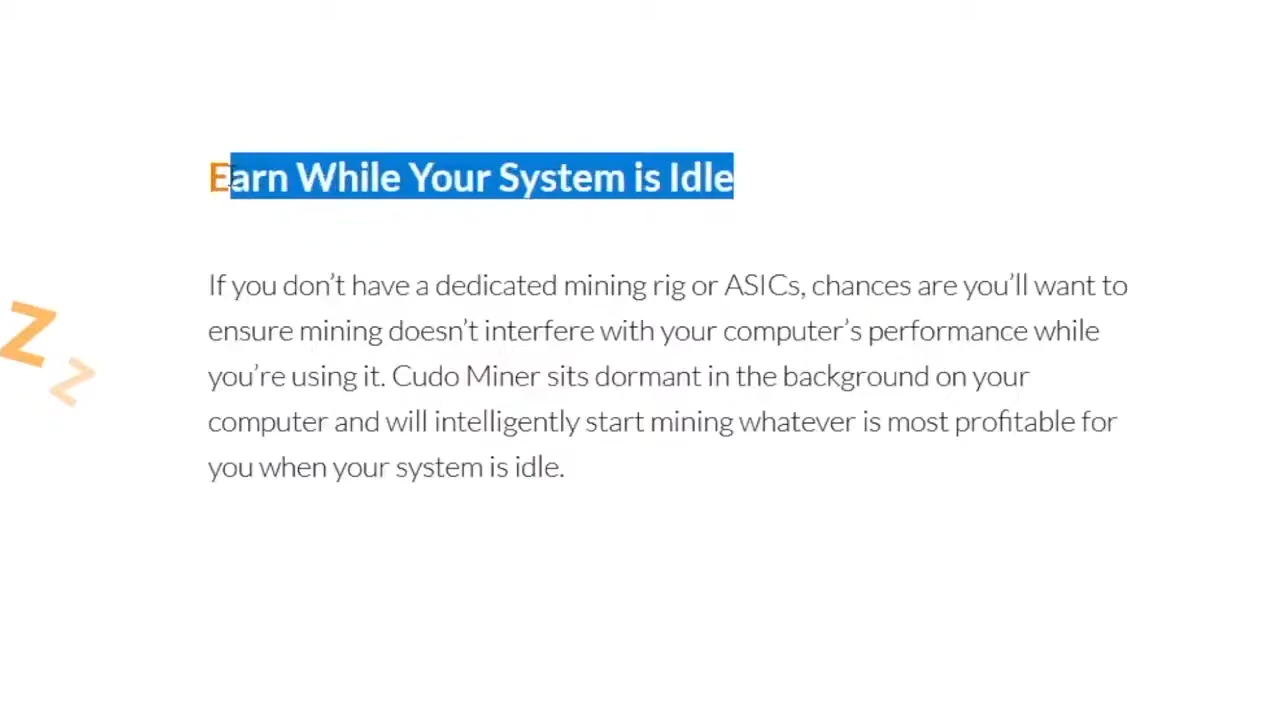 Earn While Your System is Idle
If you don’t have a dedicated mining rig or ASICs, chances are you’ll want to
ensure mining doesn’t interfere with your computer’s performance while
you’re using it. Cudo Miner sits dormant in the background on your
computer and will intelligently start mining whatever is most profitable for
you when your system is idle.
Z
Z